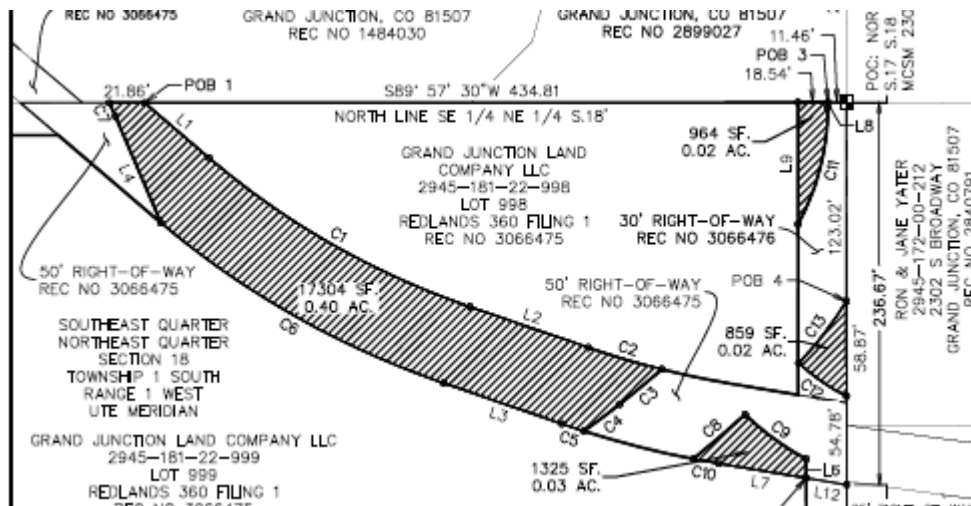 REC NO 3066475
GRAND JUNCTION, CO 81507
REC NO 1484030
GRAND JUNCTION, CO 81507
REC NO 2899027
11.46'
POB 3
18.54'
POC: NOR
S.17 S.18
MCSM 230
21.86'
POB 1
S89° 57' 30"W 434.81
NORTH LINE SE 1/4 NE 1/4 S.18'
L8
C7
L1
L4
L9
C11
964 SF.
0.02 AC.
GRAND JUNCTION LAND
COMPANY LLC
2945-181-22-998
LOT 998
REDLANDS 360 FILING 1
REC NO 3066475
30' RIGHT-OF-WAY
REC NO 3066476
123.02'
RON & JANE YATER
2945-172-00-212
2302 S BROADWAY
GRAND JUNCTION, CO 81507
C1
50' RIGHT-OF-WAY
REC NO 3066475
17304 SF.
0.40 AC.
C6
50' RIGHT-OF-WAY
REC NO 3066475
POB 4
236.67'
L2
C2
C3
C4
859 SF.
0.02 AC.
C13
C12
58.87'
SOUTHEAST QUARTER
NORTHEAST QUARTER
SECTION 18
TOWNSHIP 1 SOUTH
RANGE 1 WEST
UTE MERIDIAN
L3
C5
C8
C9
54.78'
GRAND JUNCTION LAND COMPANY LLC
2945-181-22-999
LOT 999
REDLANDS 360 FILING 1
REC NO 3066475
1325 SF.
0.03 AC.
C10
L7
L6
L12